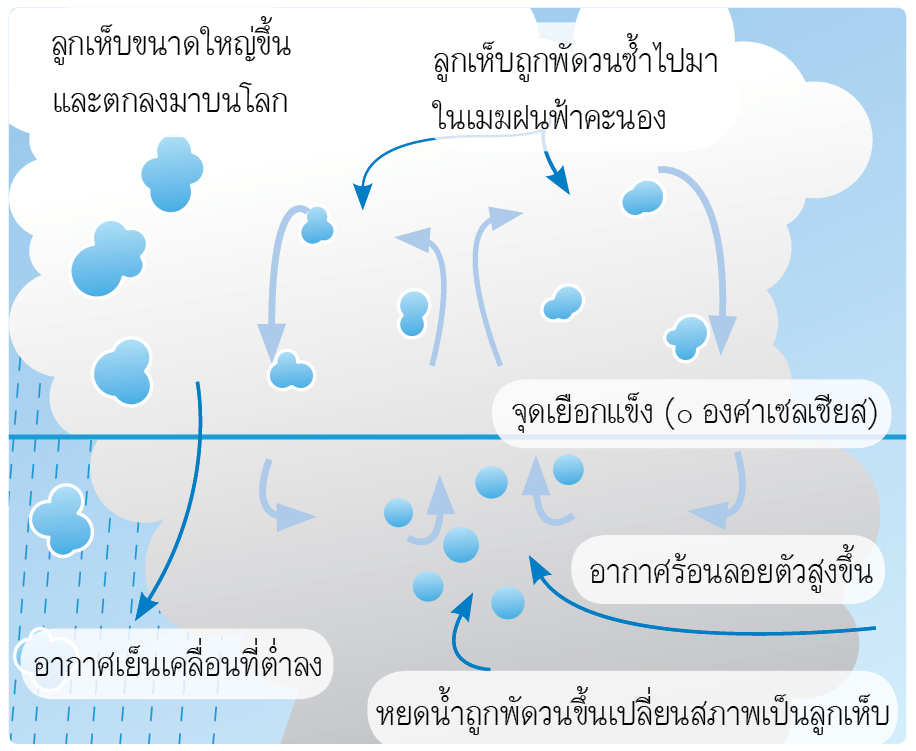 ลูกเห็บขนาดใหญ่ขึ้น
และตกลงมาบนโลก
ลูกเห็บถูกพัดวนซ้ำไปมา
ในเมฆฝนฟ้าคะนอง
จุดเยือกแข็ง (๐ องศาเซลเซียส)
อากาศร้อนลอยตัวสูงขึ้น
อากาศเย็นเคลื่อนที่ต่ำลง
หยดน้ำถูกพัดวนขึ้นเปลี่ยนสภาพเป็นลูกเห็บ